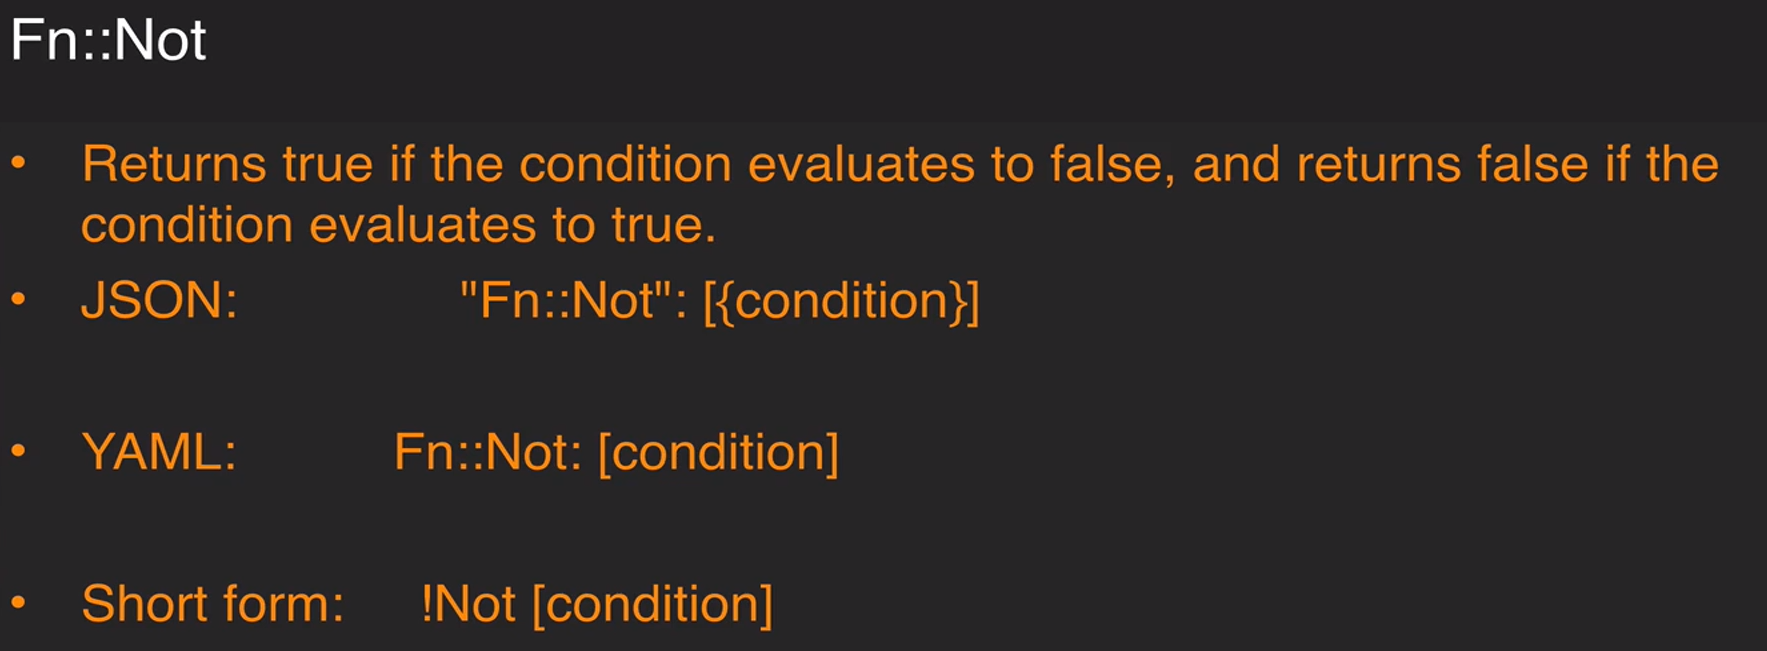 Fn::Not
• Returns true if the condition evaluates to false, and returns false if the
condition evaluates to true.
• JSON: "Fn::Not": [{condition}]
• YAML: Fn::Not: [condition]
• Short form: !Not [condition]